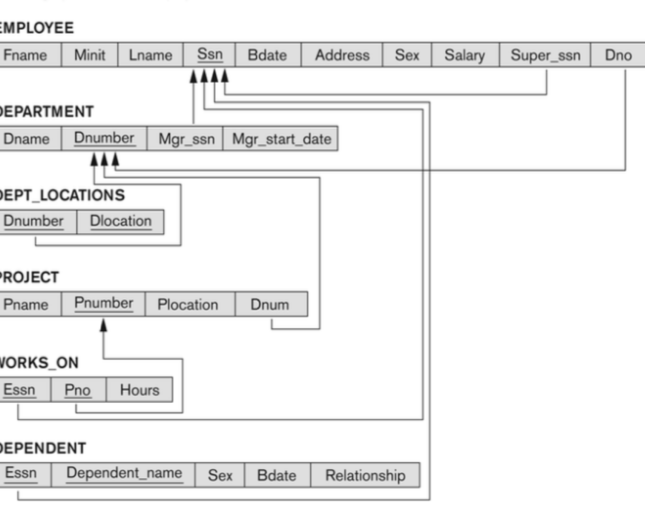 EMPLOYEE
Fname Minit Lname Ssn Bdate Address Sex Salary Super_ssn Dno
DEPARTMENT
Dname Dnumber Mgr_ssn Mgr_start_date
DEPT_LOCATIONS
Dnumber Dlocation
PROJECT
Pname Pnumber Plocation Dnum
WORKS_ON
Essn Pno Hours
DEPENDENT
Essn Dependent_name Sex Bdate Relationship